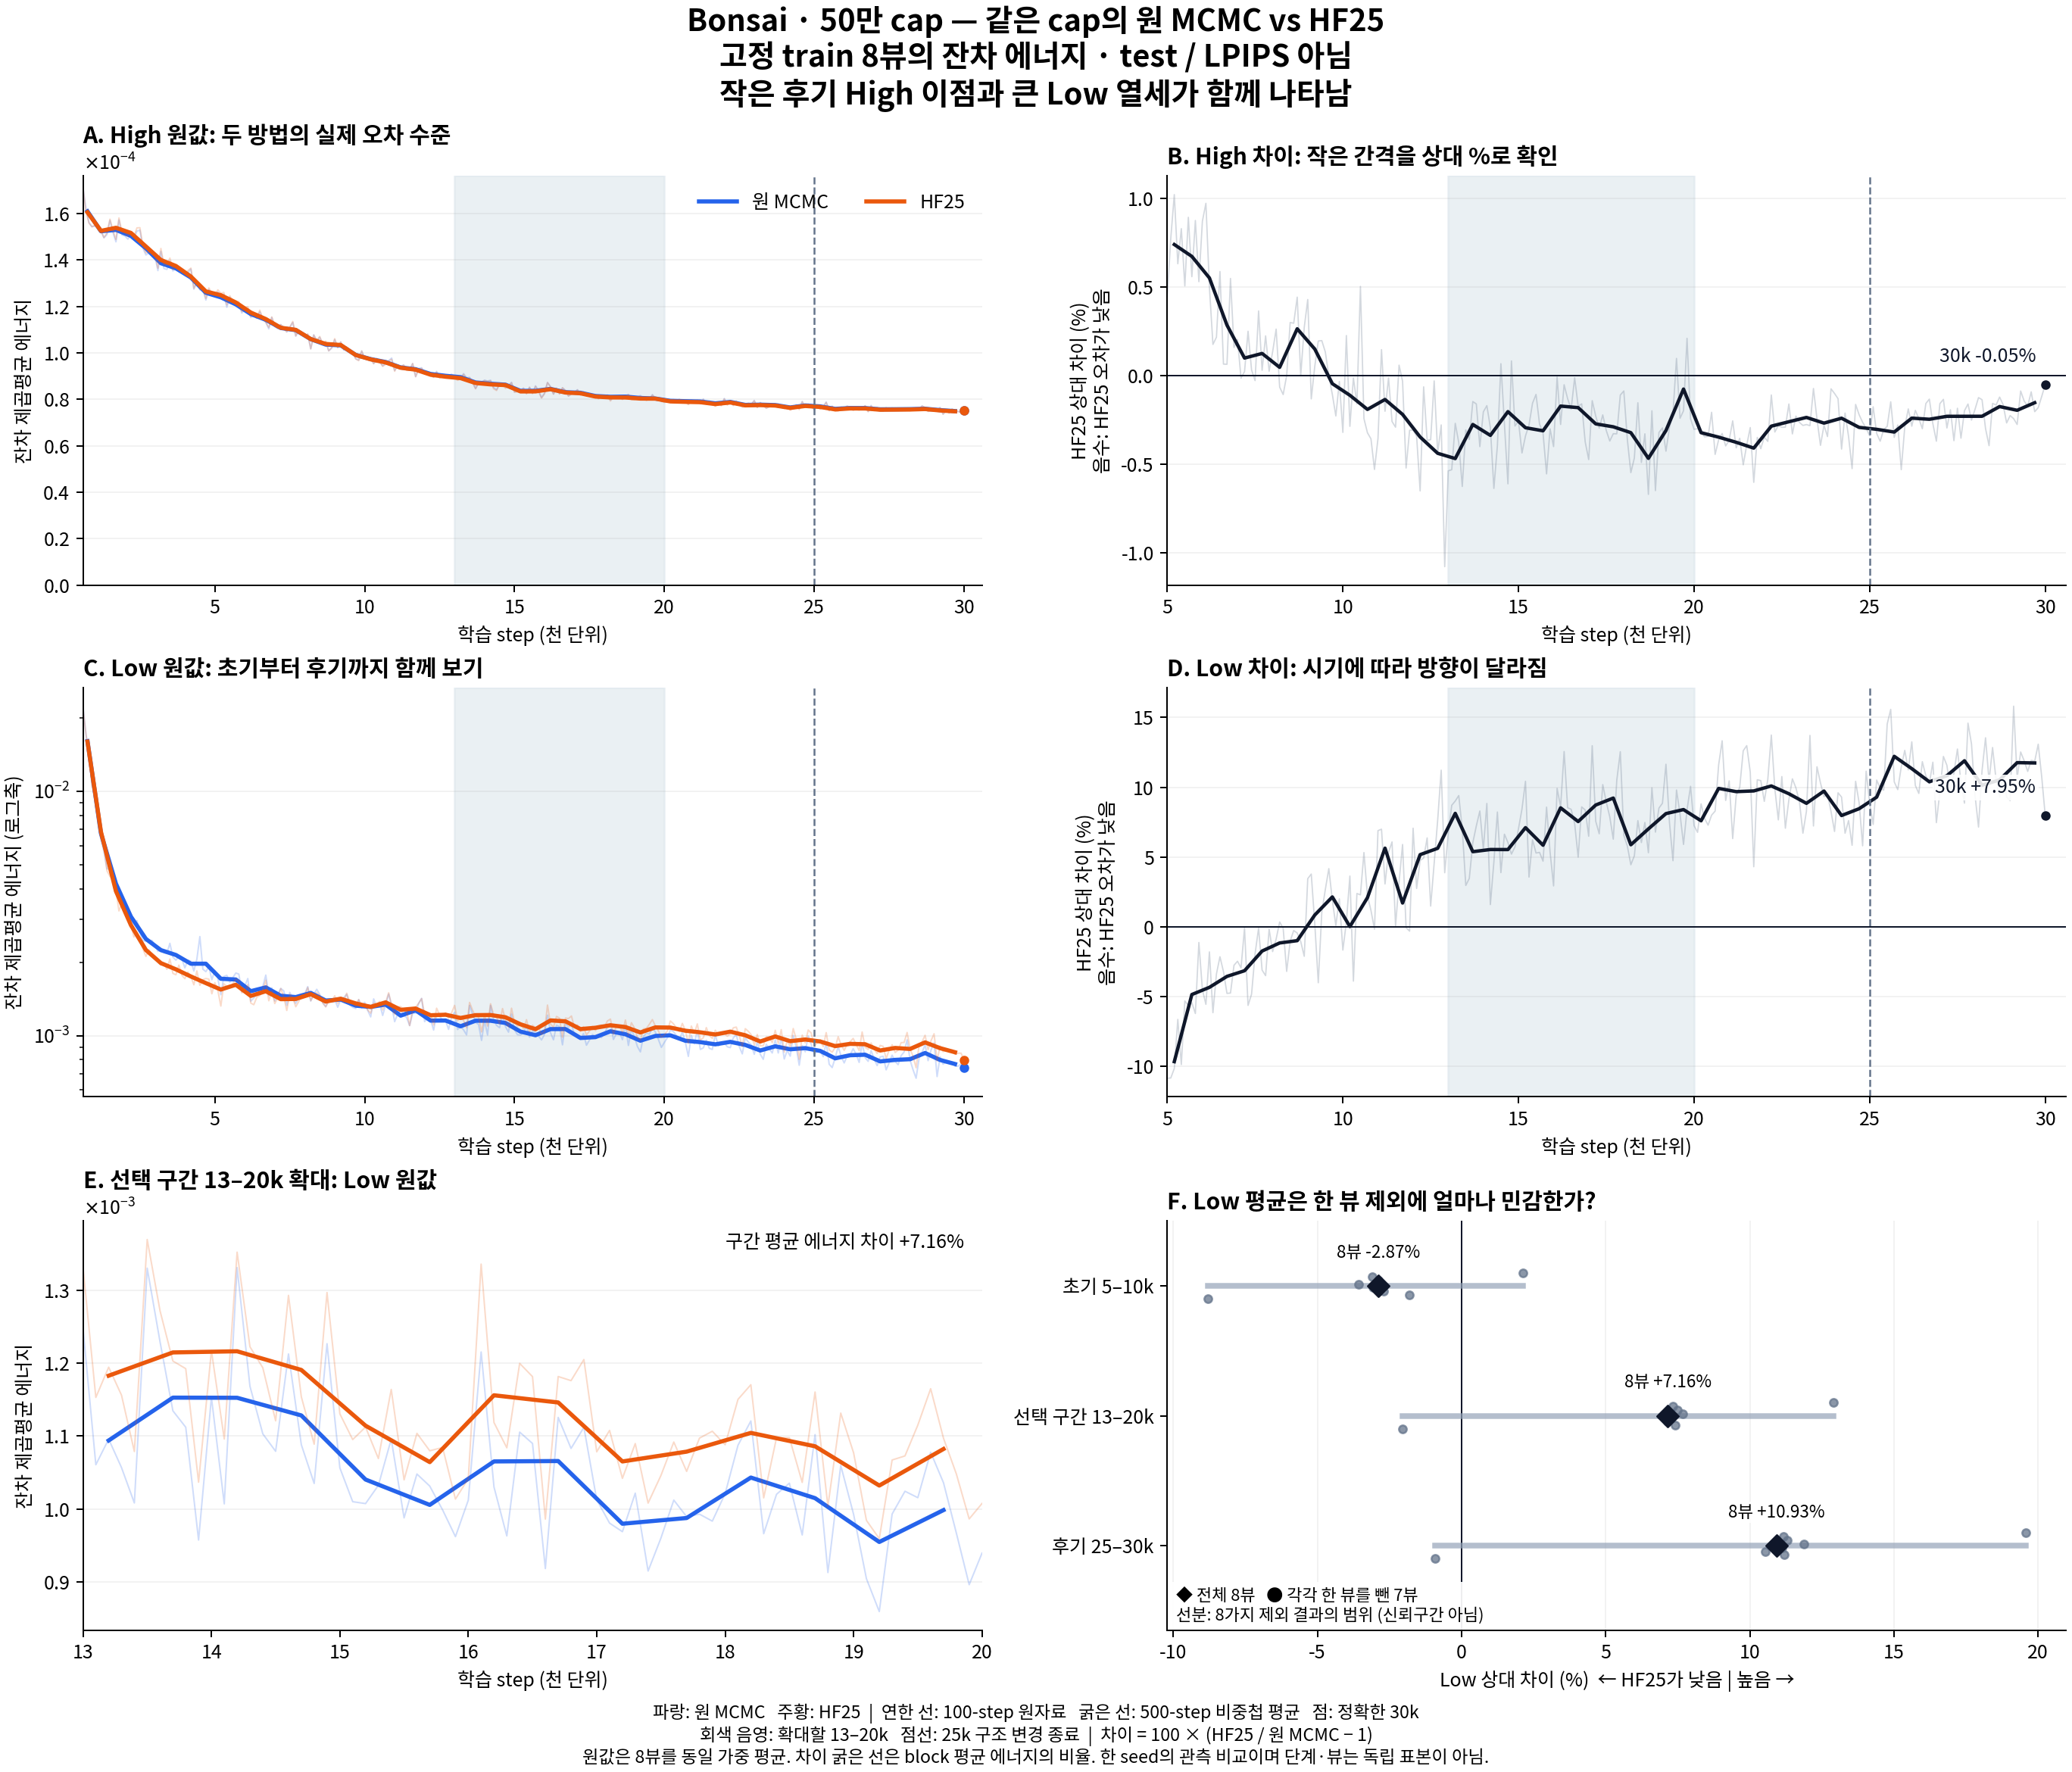 Bonsai · 50만 cap — 같은 cap의 원 MCMC vs HF25
고정 train 8뷰의 잔차 에너지 · test / LPIPS 아님
작은 후기 High 이점과 큰 Low 열세가 함께 나타남
A. High 원값: 두 방법의 실제 오차 수준
×10⁻⁴
원 MCMC
HF25
잔차 제곱평균 에너지
1.6
1.4
1.2
1.0
0.8
0.6
0.4
0.2
0.0
5 10 15 20 25 30
학습 step (천 단위)
B. High 차이: 작은 간격을 상대 %로 확인
HF25 상대 차이 (%)
음수: HF25 오차가 낮음
1.0
0.5
0.0
-0.5
-1.0
30k -0.05%
5 10 15 20 25 30
학습 step (천 단위)
C. Low 원값: 초기부터 후기까지 함께 보기
잔차 제곱평균 에너지 (로그축)
10⁻²
10⁻³
5 10 15 20 25 30
학습 step (천 단위)
D. Low 차이: 시기에 따라 방향이 달라짐
HF25 상대 차이 (%)
음수: HF25 오차가 낮음
15
10
5
0
-5
-10
30k +7.95%
5 10 15 20 25 30
학습 step (천 단위)
E. 선택 구간 13–20k 확대: Low 원값
×10⁻³
구간 평균 에너지 차이 +7.16%
잔차 제곱평균 에너지
1.3
1.2
1.1
1.0
0.9
13 14 15 16 17 18 19 20
학습 step (천 단위)
F. Low 평균은 한 뷰 제외에 얼마나 민감한가?
8뷰 -2.87%
초기 5–10k
8뷰 +7.16%
선택 구간 13–20k
8뷰 +10.93%
후기 25–30k
◆ 전체 8뷰 ● 각각 한 뷰를 뺀 7뷰
선분: 8가지 제외 결과의 범위 (신뢰구간 아님)
-10 -5 0 5 10 15 20
Low 상대 차이 (%) ← HF25가 낮음 | 높음 →
파랑: 원 MCMC 주황: HF25 | 연한 선: 100-step 원자료 굵은 선: 500-step 비중첩 평균 점: 정확한 30k
회색 음영: 확대할 13–20k 점선: 25k 구조 변경 종료 | 차이 = 100 × (HF25 / 원 MCMC − 1)
원값은 8뷰를 동일 가중 평균. 차이 굵은 선은 block 평균 에너지의 비율. 한 seed의 관측 비교이며 단계·뷰는 독립 표본이 아님.